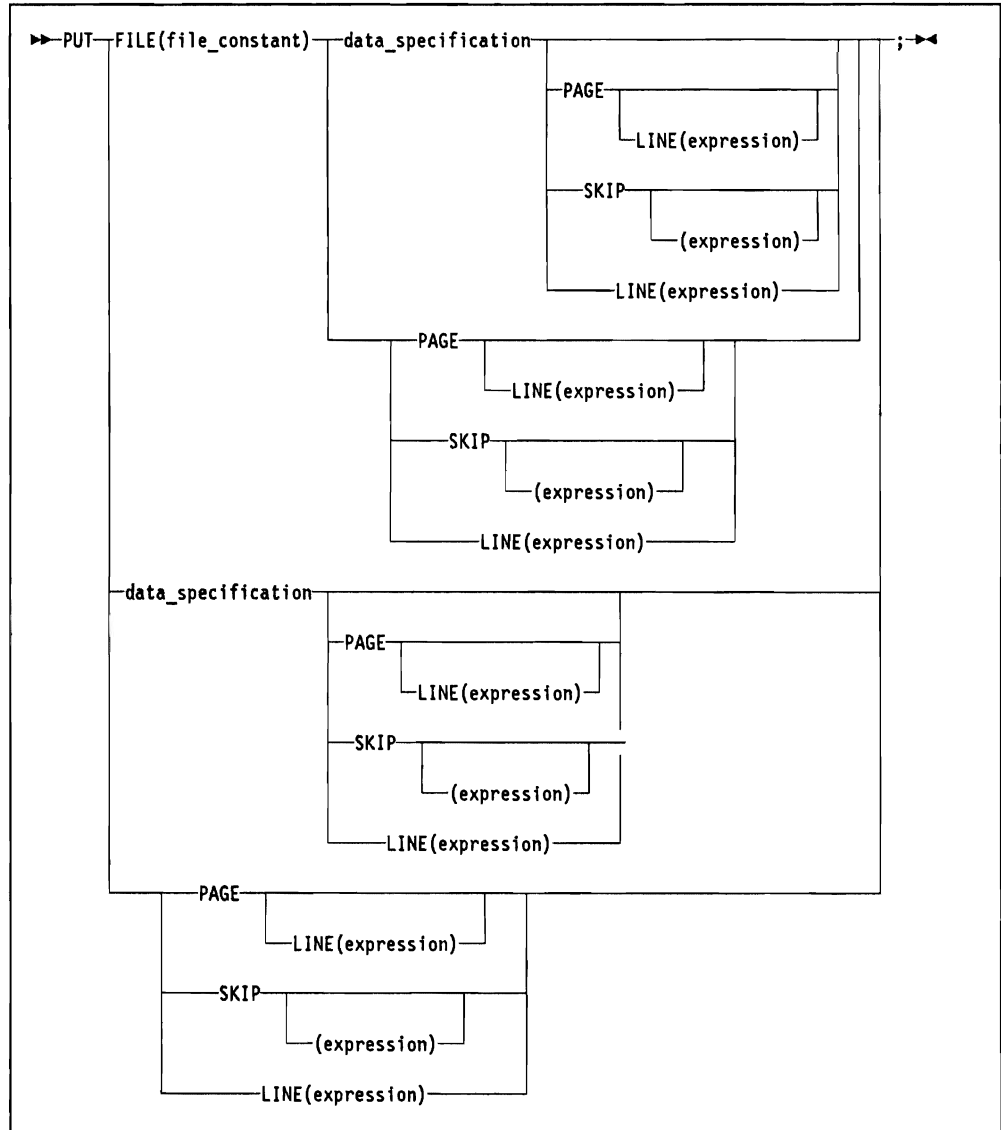 PUT FILE(file_constant) data_specification ;
PAGE
LINE(expression)
SKIP
(expression)
LINE(expression)
PAGE
LINE(expression)
SKIP
(expression)
LINE(expression)
data_specification
PAGE
LINE(expression)
SKIP
(expression)
LINE(expression)
PAGE
LINE(expression)
SKIP
(expression)
LINE(expression)